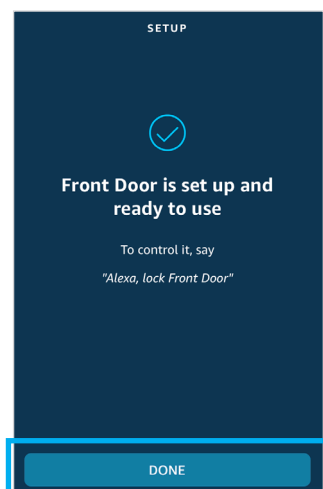 SETUP
Front Door is set up and
ready to use
To control it, say
"Alexa, lock Front Door"
DONE